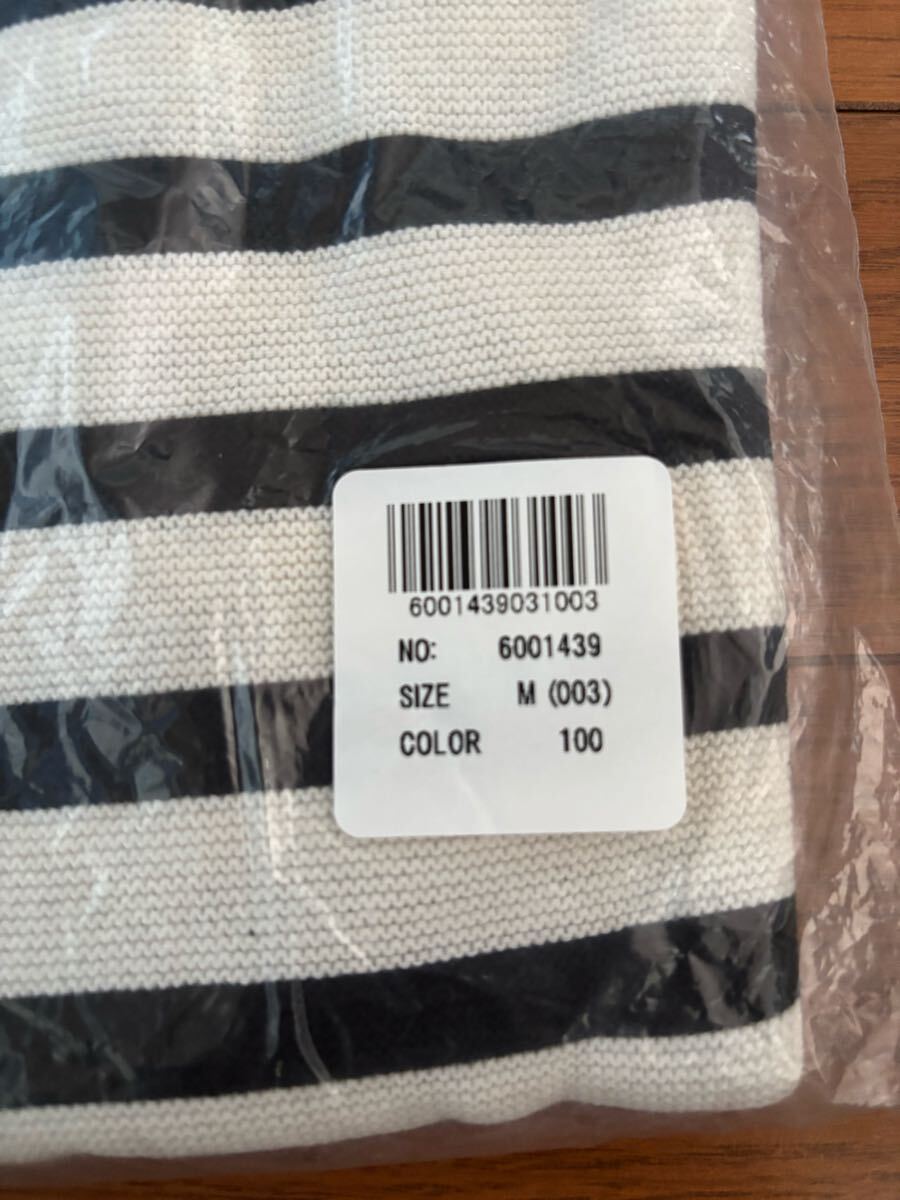 6001439031003
NO: 6001439
SIZE M (003)
COLOR 100